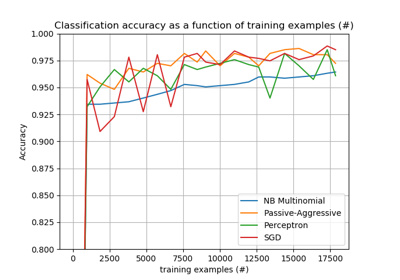 Classification accuracy as a function of training examples (#)
1.000
0.975
0.950
0.925
0.900
0.875
0.850
0.825
0.800
Accuracy
NB Multinomial
Passive-Aggressive
Perceptron
SGD
0 2500 5000 7500 10000 12500 15000 17500
training examples (#)